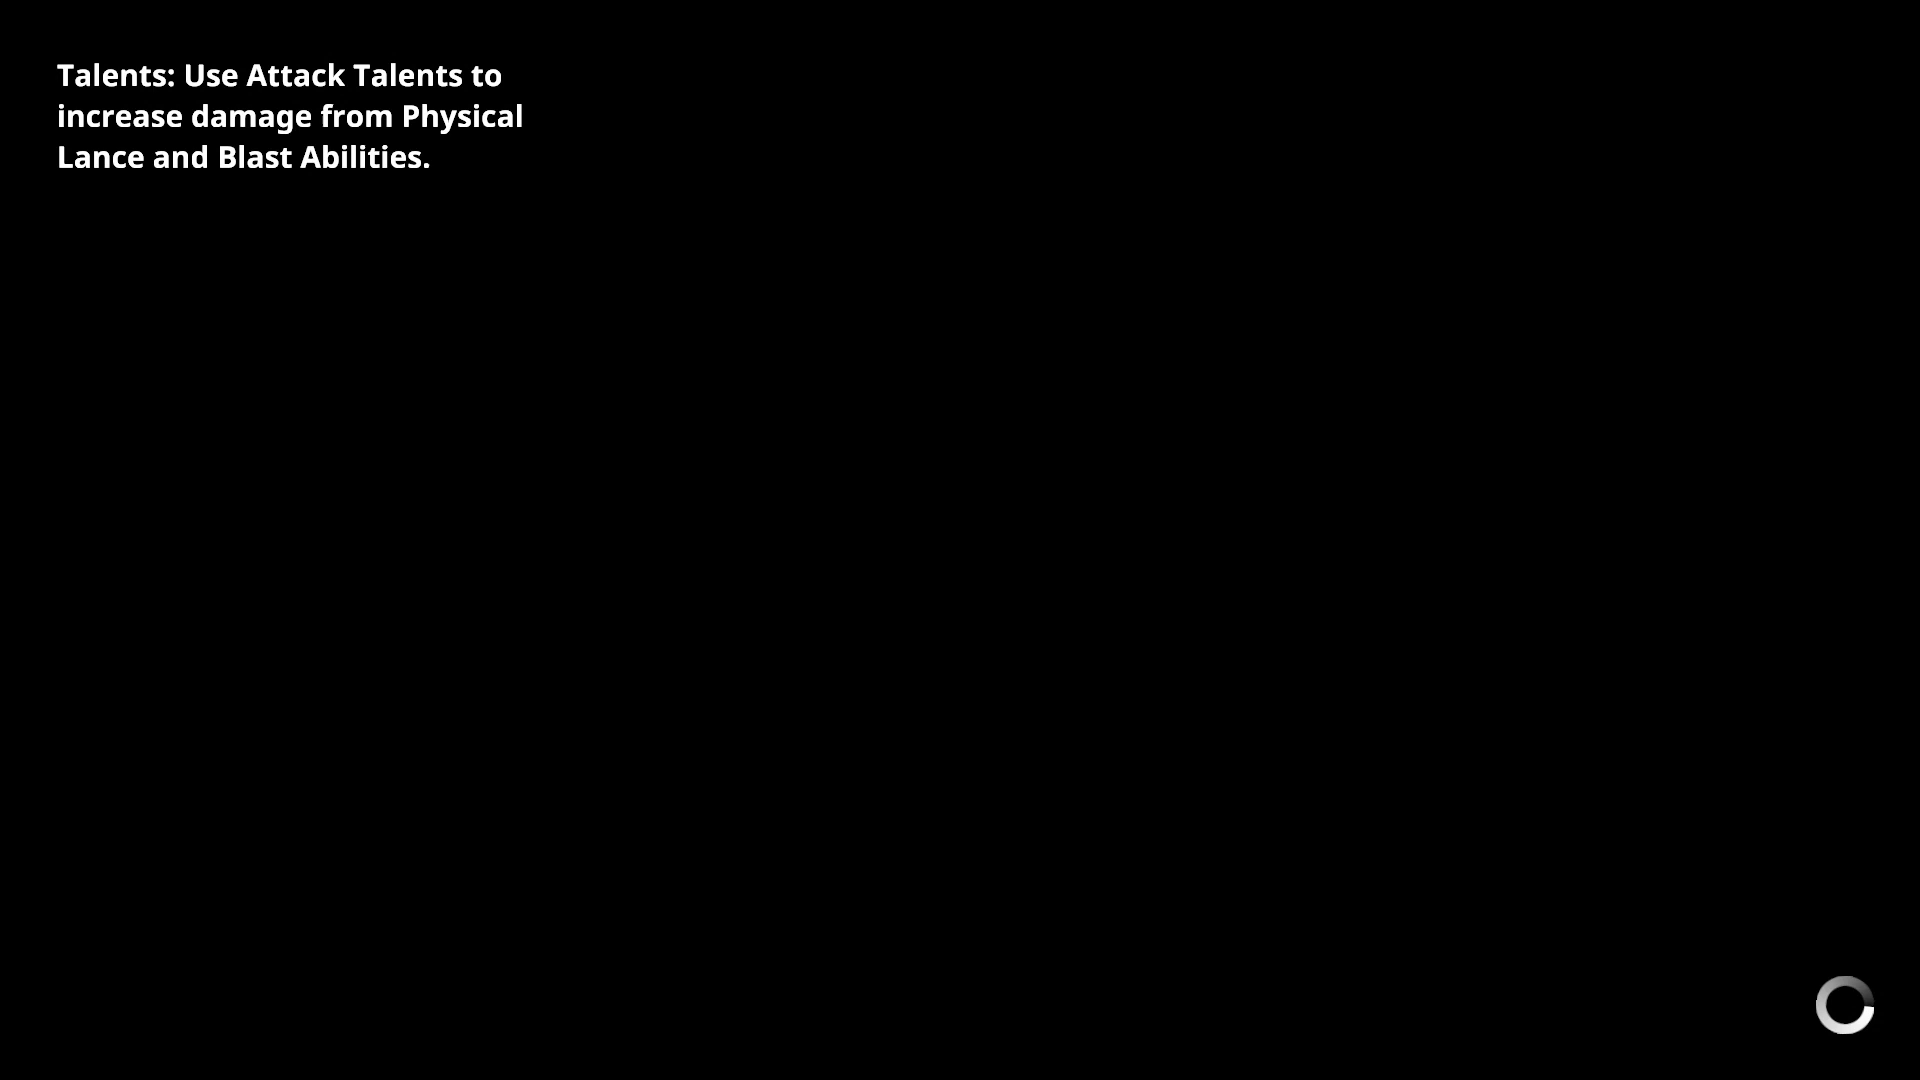 Talents: Use Attack Talents to
increase damage from Physical
Lance and Blast Abilities.